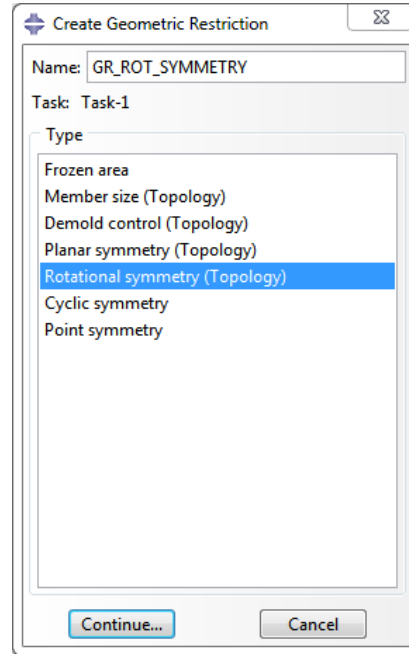 Create Geometric Restriction
Name: GR_ROT_SYMMETRY
Task: Task-1
Type
Frozen area
Member size (Topology)
Demold control (Topology)
Planar symmetry (Topology)
Rotational symmetry (Topology)
Cyclic symmetry
Point symmetry
Continue... Cancel